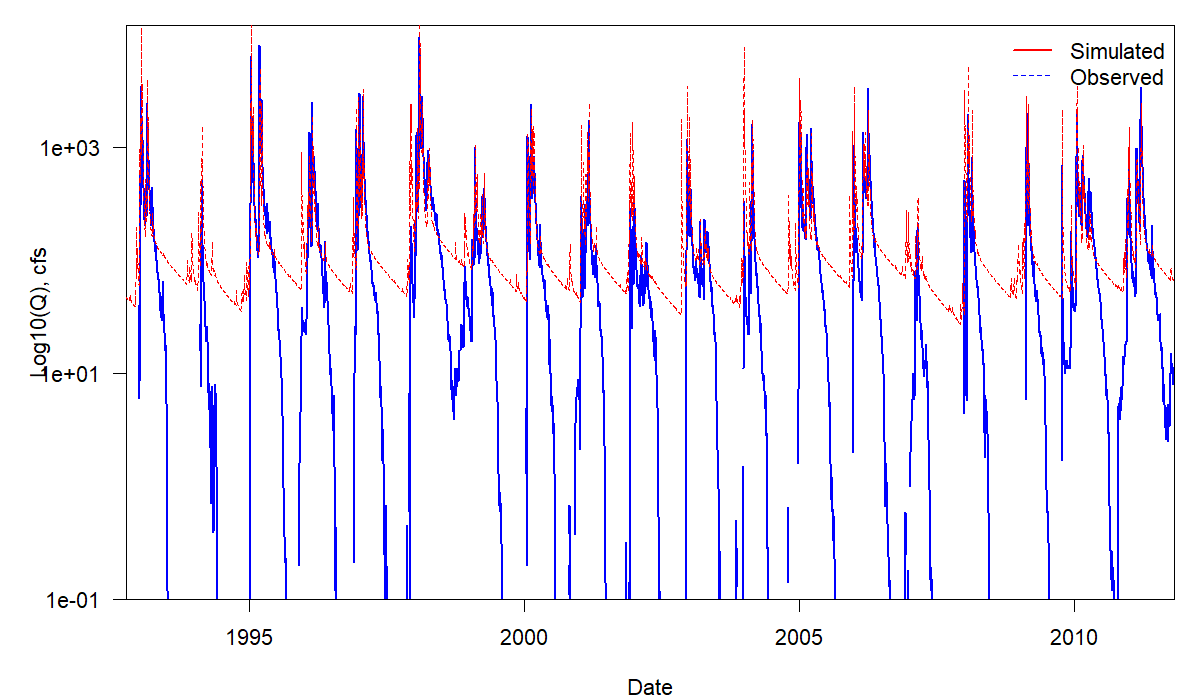 Simulated
Observed
1e+03
1e+01
1e-01
Log10(Q), cfs
1995
2000
2005
2010
Date